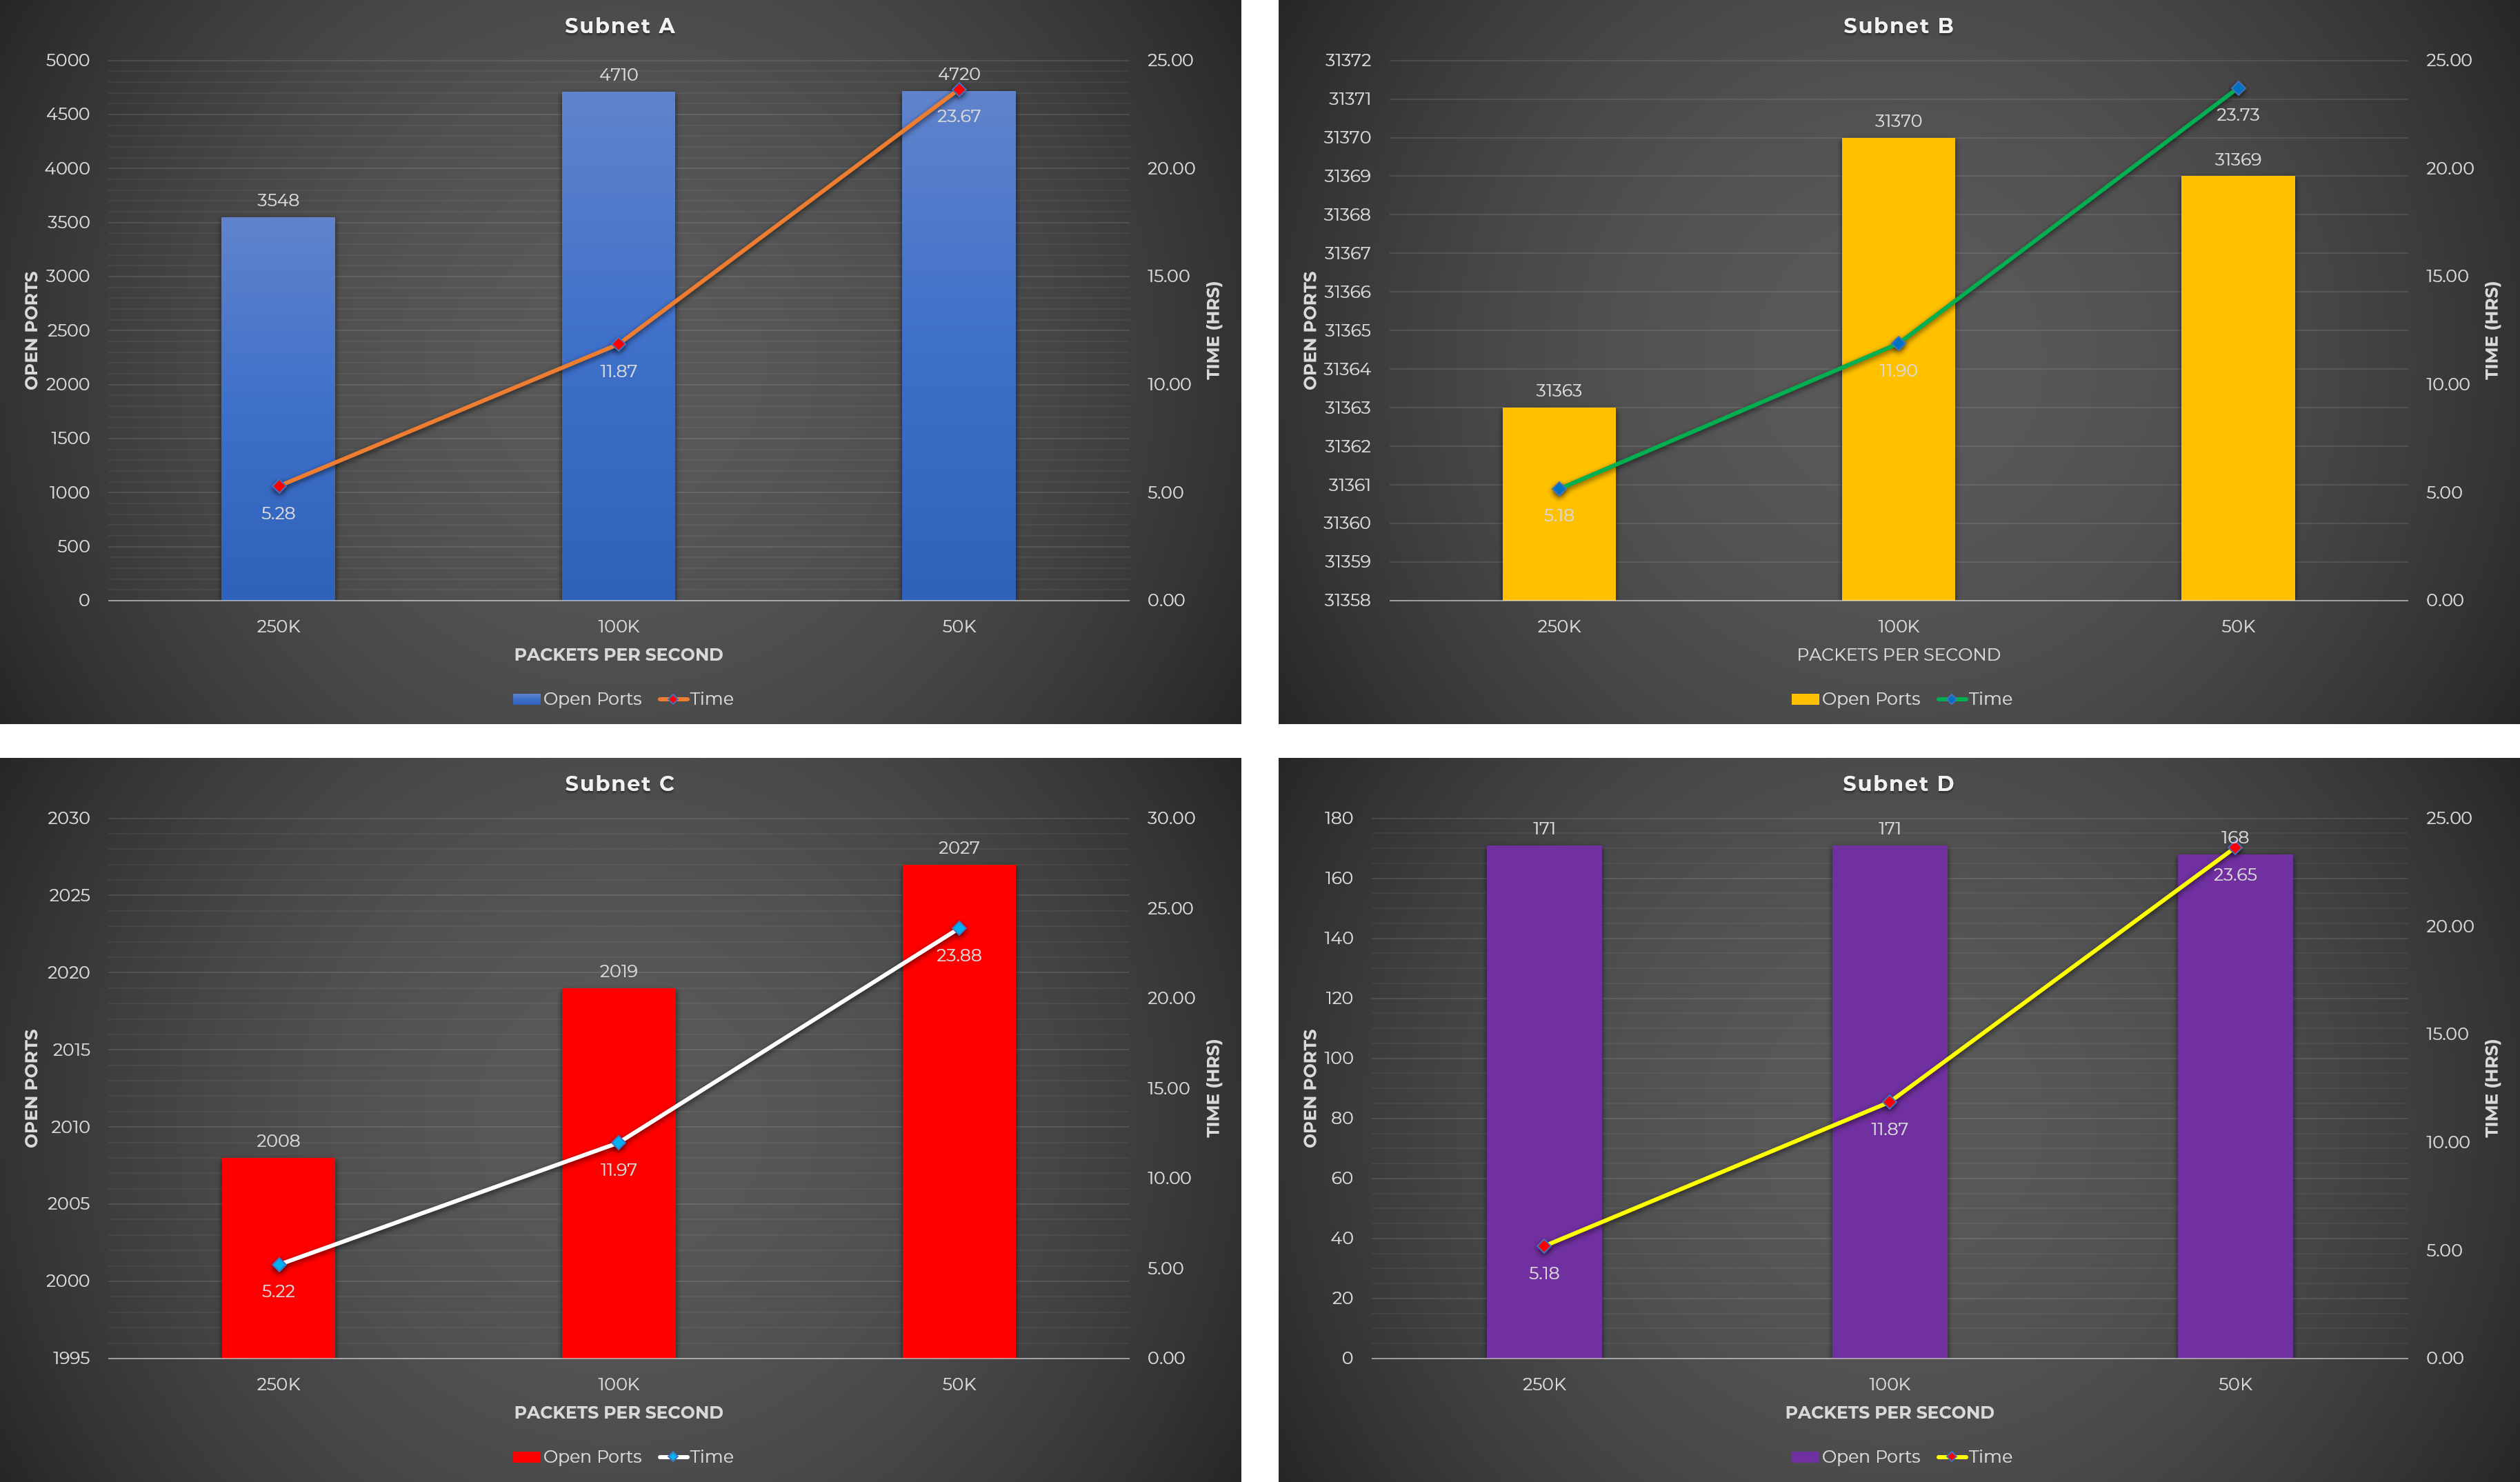 Subnet A
5000
4500
4000
3500
3000
2500
2000
1500
1000
500
0
OPEN PORTS
3548
4710
4720
5.28
11.87
23.67
25.00
20.00
15.00
10.00
5.00
0.00
TIME (HRS)
250K
100K
50K
PACKETS PER SECOND
Open Ports
Time
Subnet B
31372
31371
31370
31369
31368
31367
31366
31365
31364
31363
31362
31361
31360
31359
31358
OPEN PORTS
31363
31370
31369
5.18
11.90
23.73
25.00
20.00
15.00
10.00
5.00
0.00
TIME (HRS)
250K
100K
50K
PACKETS PER SECOND
Open Ports
Time
Subnet C
2030
2025
2020
2015
2010
2005
2000
1995
OPEN PORTS
2008
2019
2027
5.22
11.97
23.88
30.00
25.00
20.00
15.00
10.00
5.00
0.00
TIME (HRS)
250K
100K
50K
PACKETS PER SECOND
Open Ports
Time
Subnet D
180
160
140
120
100
80
60
40
20
0
OPEN PORTS
171
171
168
5.18
11.87
23.65
25.00
20.00
15.00
10.00
5.00
0.00
TIME (HRS)
250K
100K
50K
PACKETS PER SECOND
Open Ports
Time